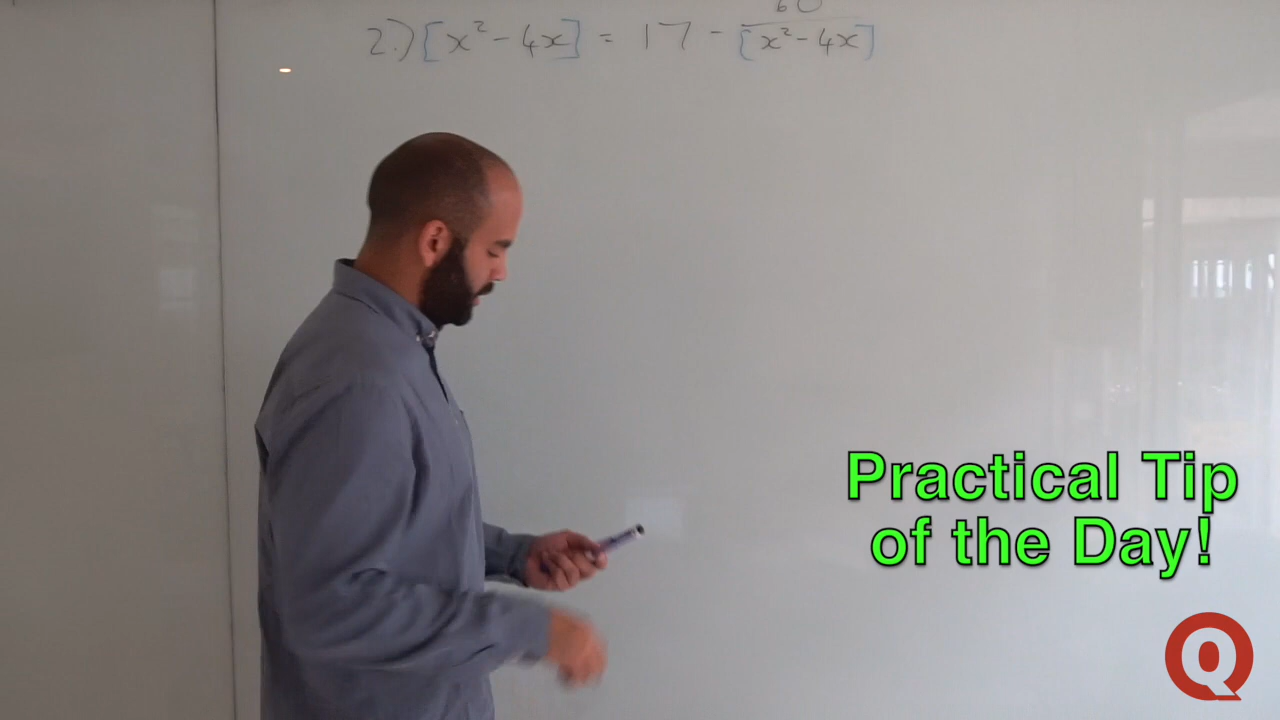 60
2.) [x² - 4x] = 17 - ‾[x² - 4x]
Practical Tip
of the Day!
Q